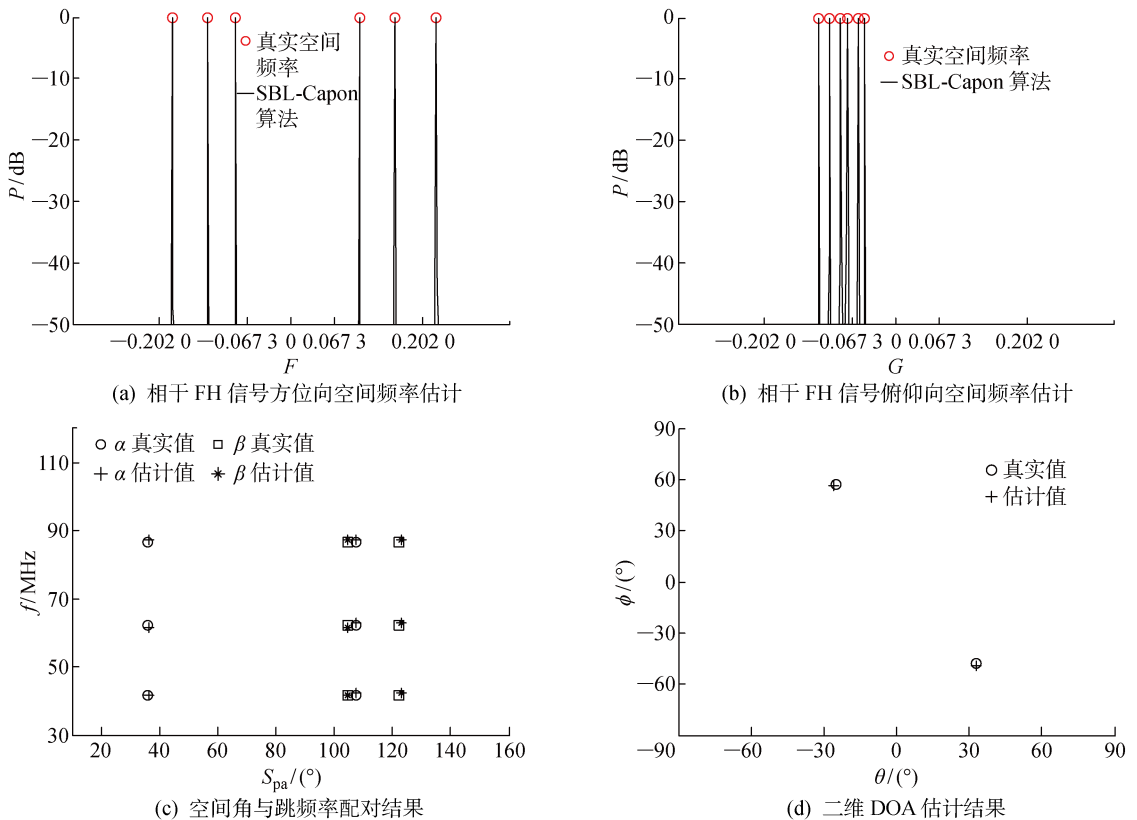 0
−10
−20
−30
−40
−50
P/dB
真实空间
频率
SBL-Capon
算法
−0.202 0
−0.067 3
0
0.067 3
0.202 0
F
(a) 相干 FH 信号方位向空间频率估计
0
−10
−20
−30
−40
−50
P/dB
真实空间频率
SBL-Capon 算法
−0.202 0
−0.067 3
0
0.067 3
0.202 0
G
(b) 相干 FH 信号俯仰向空间频率估计
110
90
70
50
30
f/MHz
α 真实值 β 真实值
α 估计值 β 估计值
20 40 60 80 100 120 140 160
Spa/(°)
(c) 空间角与跳频率配对结果
90
60
30
0
−30
−60
−90
ϕ/(°)
真实值
估计值
−60 −30 0 30 60 90
θ/(°)
(d) 二维 DOA 估计结果